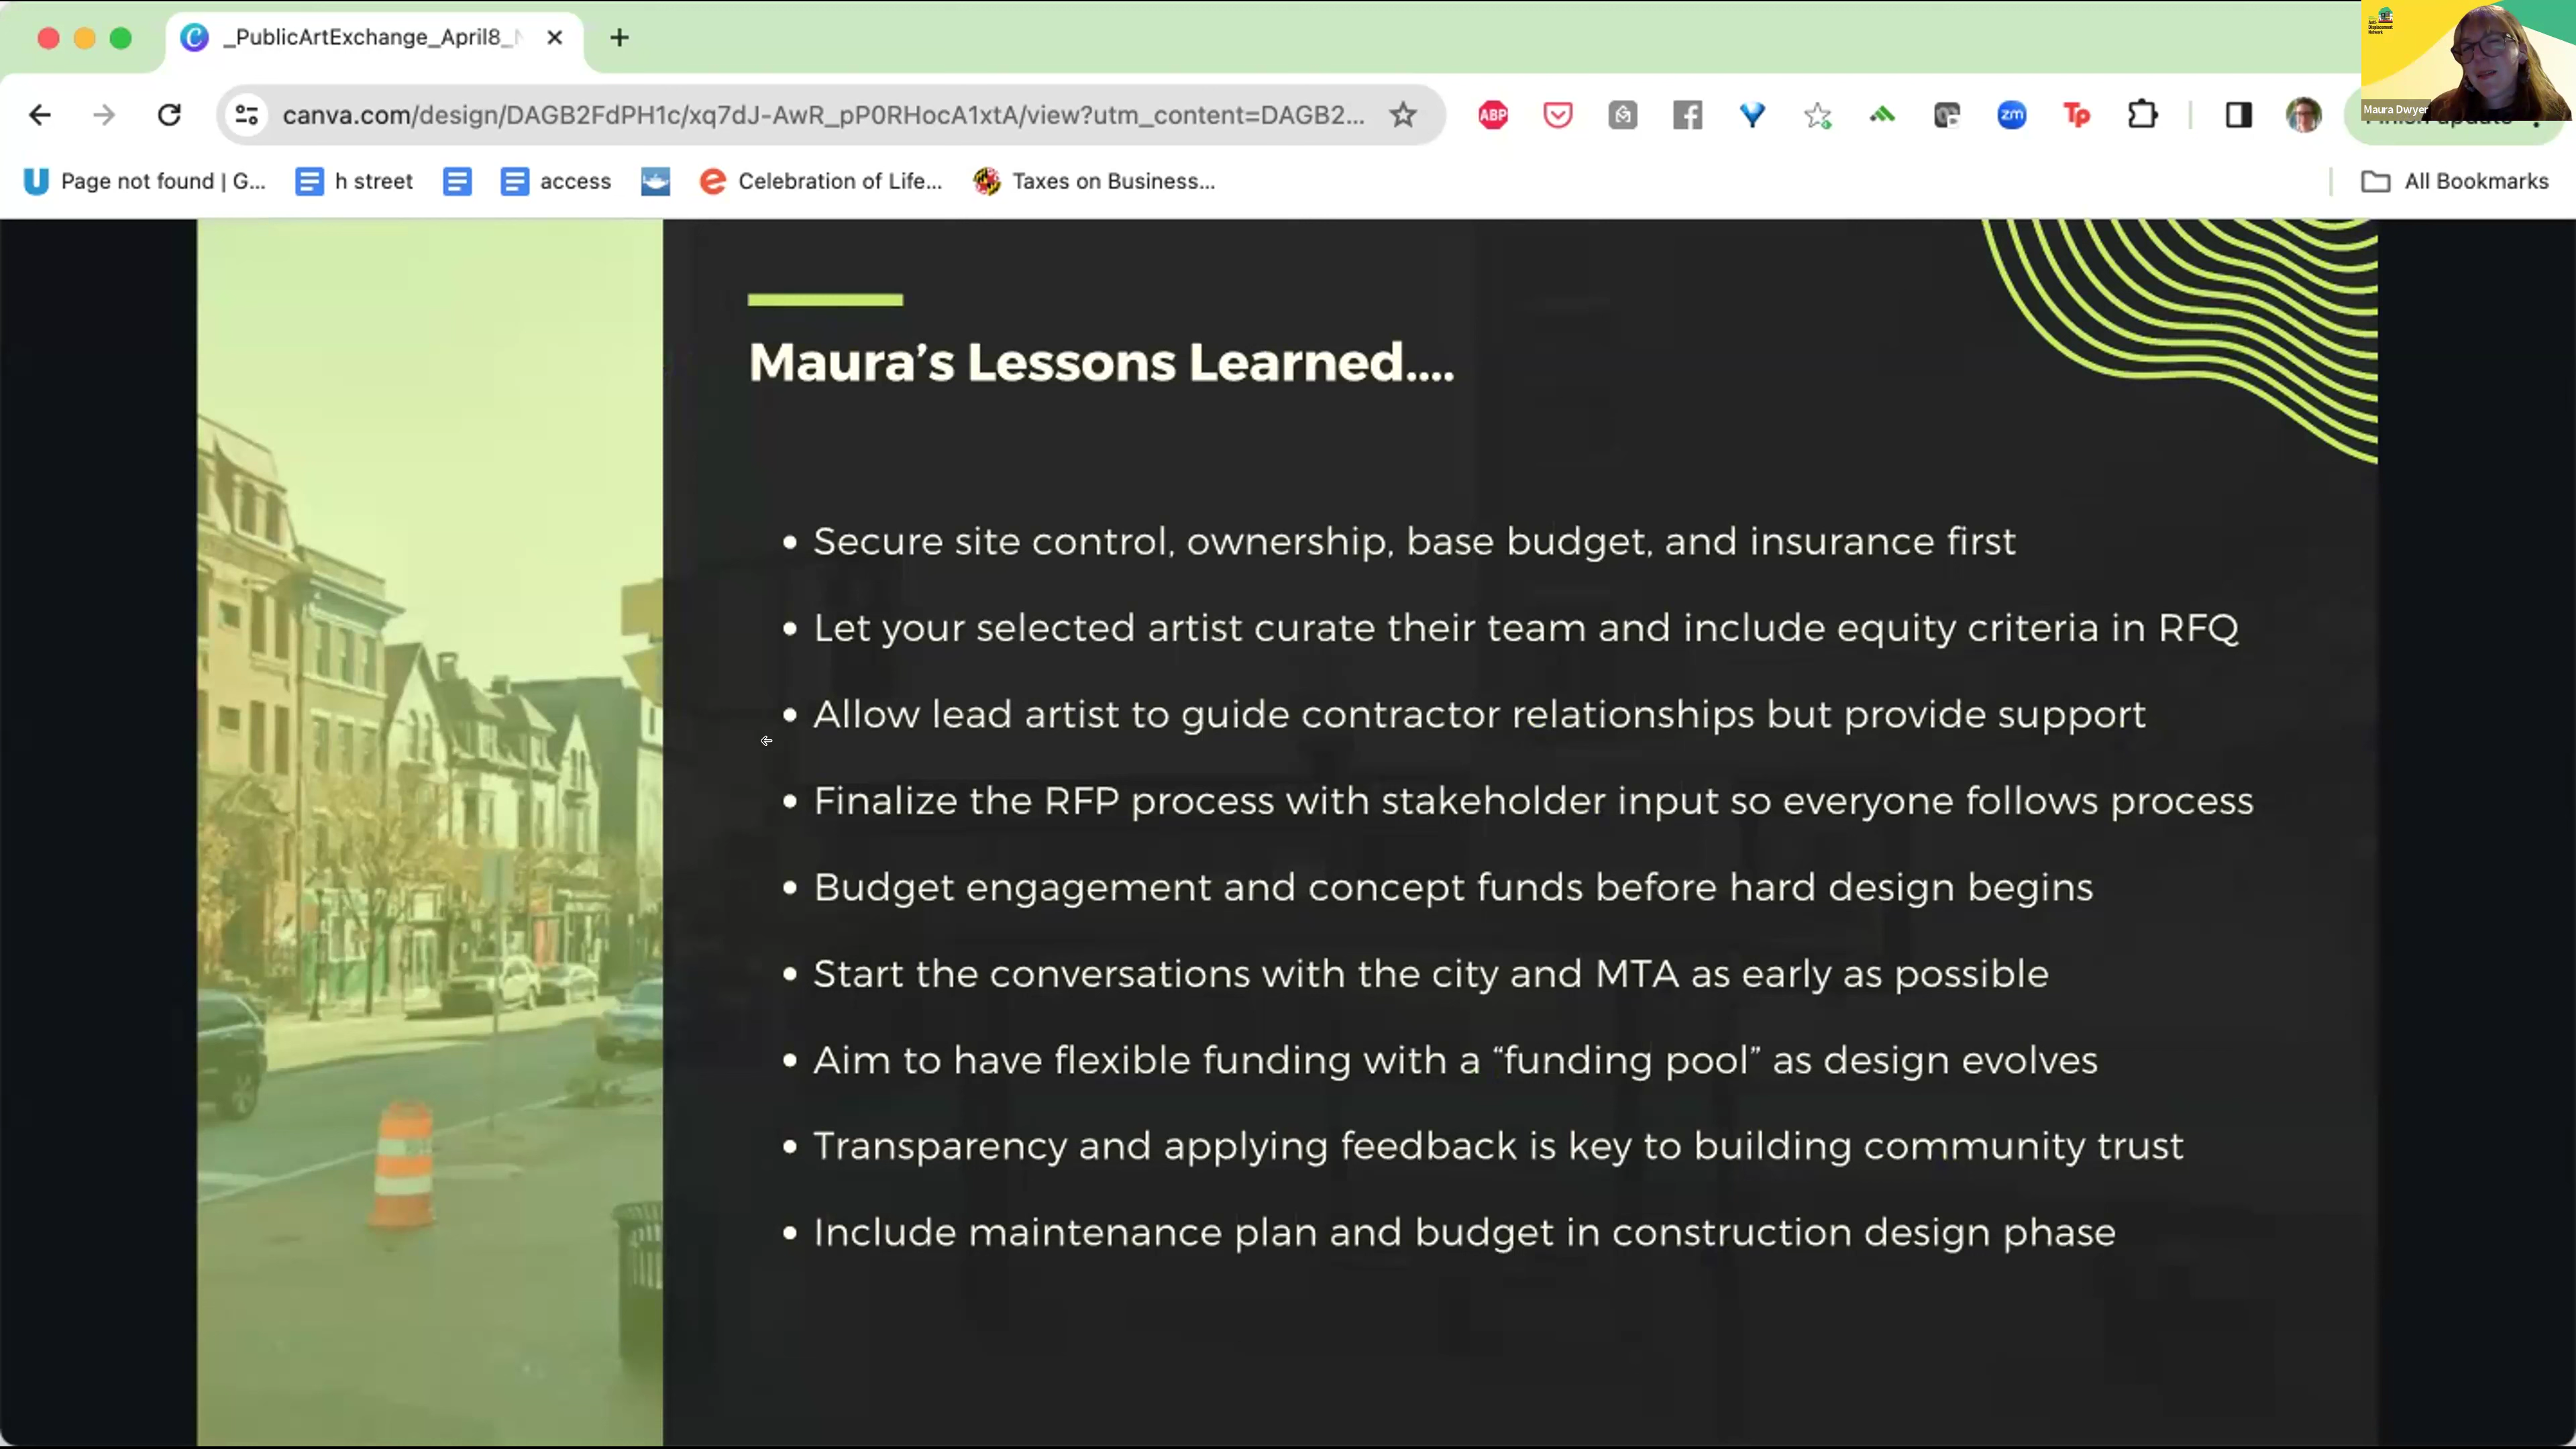 _PublicArtExchange_April8_
canva.com/design/DAGB2FdPH1c/xq7dJ-AwR_pP0RHocA1xtA/view?utm_content=DAGB2...
ABP
zm
Tp
Maura Dwyer
Page not found | G...
h street
access
Celebration of Life...
Taxes on Business...
All Bookmarks
Maura’s Lessons Learned....
• Secure site control, ownership, base budget, and insurance first
• Let your selected artist curate their team and include equity criteria in RFQ
• Allow lead artist to guide contractor relationships but provide support
• Finalize the RFP process with stakeholder input so everyone follows process
• Budget engagement and concept funds before hard design begins
• Start the conversations with the city and MTA as early as possible
• Aim to have flexible funding with a “funding pool” as design evolves
• Transparency and applying feedback is key to building community trust
• Include maintenance plan and budget in construction design phase